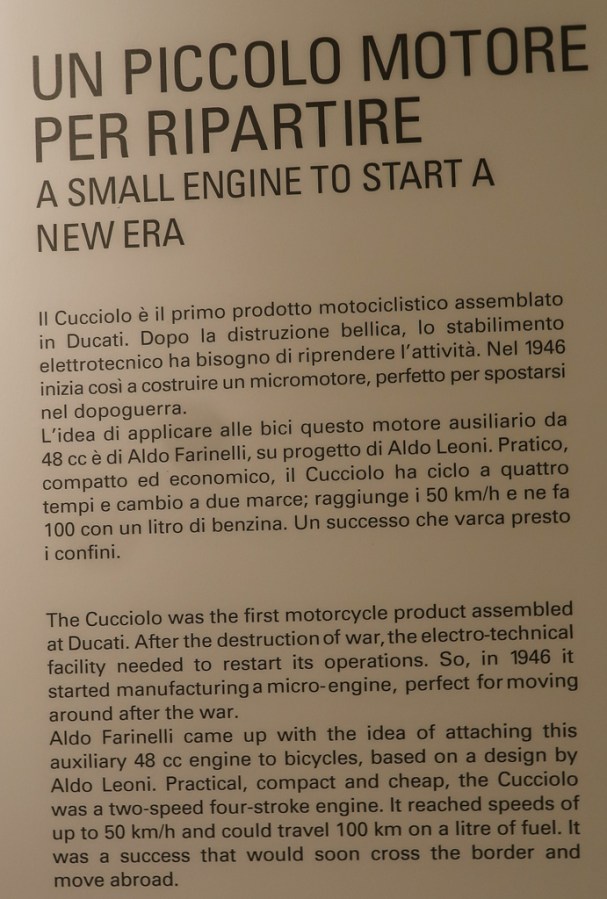 UN PICCOLO MOTORE
PER RIPARTIRE
A SMALL ENGINE TO START A
NEW ERA
Il Cucciolo è il primo prodotto motociclistico assemblato
in Ducati. Dopo la distruzione bellica, lo stabilimento
elettrotecnico ha bisogno di riprendere l'attività. Nel 1946
inizia così a costruire un micromotore, perfetto per spostarsi
nel dopoguerra.
L'idea di applicare alle bici questo motore ausiliario da
48 cc è di Aldo Farinelli, su progetto di Aldo Leoni. Pratico,
compatto ed economico, il Cucciolo ha ciclo a quattro
tempi e cambio a due marce; raggiunge i 50 km/h e ne fa
100 con un litro di benzina. Un successo che varca presto
i confini.
The Cucciolo was the first motorcycle product assembled
at Ducati. After the destruction of war, the electro-technical
facility needed to restart its operations. So, in 1946 it
started manufacturing a micro-engine, perfect for moving
around after the war.
Aldo Farinelli came up with the idea of attaching this
auxiliary 48 cc engine to bicycles, based on a design by
Aldo Leoni. Practical, compact and cheap, the Cucciolo
was a two-speed four-stroke engine. It reached speeds of
up to 50 km/h and could travel 100 km on a litre of fuel. It
was a success that would soon cross the border and
move abroad.